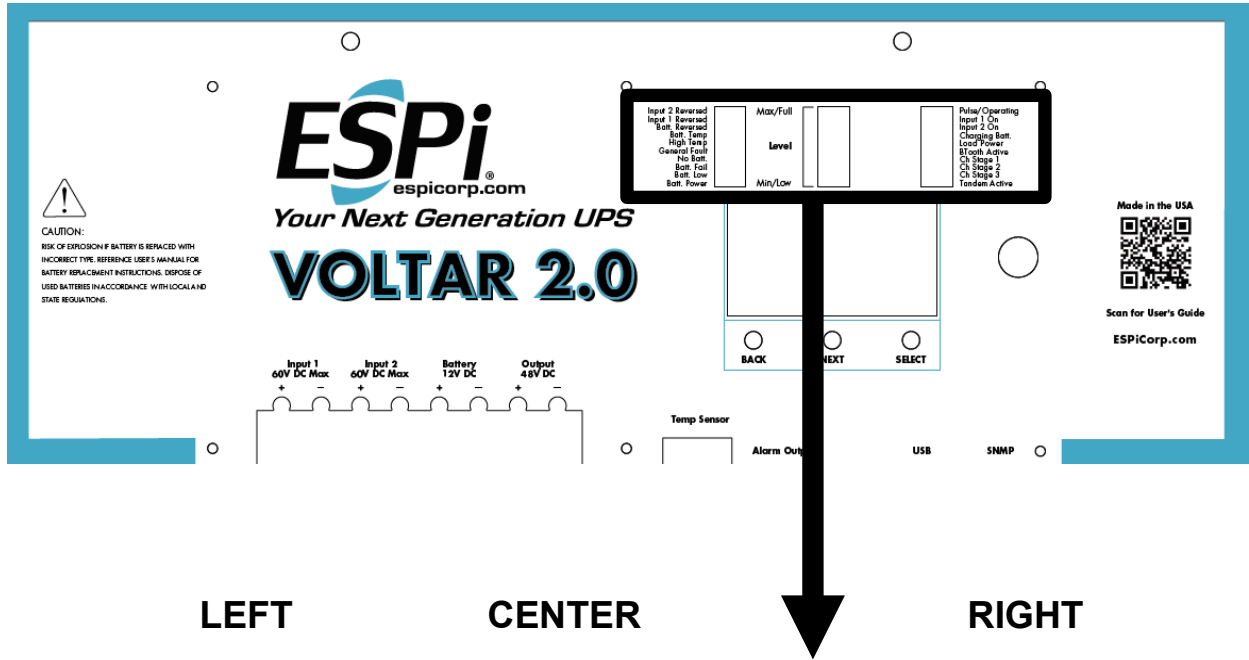 ESPi®
espicorp.com
Your Next Generation UPS
VOLTAR 2.0
CAUTION:
RISK OF EXPLOSION IF BATTERY IS REPLACED WITH
INCORRECT TYPE. REFERENCE USER'S MANUAL FOR
BATTERY REPLACEMENT INSTRUCTIONS. DISPOSE OF
USED BATTERIES IN ACCORDANCE WITH LOCAL AND
STATE REGULATIONS.
Input 2 Reversed
Input 1 Reversed
Batt. Reversed
Batt. Temp
High Temp
General Fault
No Batt.
Batt. Fail
Batt. Low
Batt. Power
Max/Full
Level
Min/Low
Pulse/Operating
Input 1 On
Input 2 On
Charging Batt.
Load Power
BTooth Active
Ch Stage 1
Ch Stage 2
Ch Stage 3
Tandem Active
Made in the USA
Scan for User's Guide
ESPiCorp.com
BACK NEXT SELECT
Input 1 Input 2 Battery Output
60V DC Max 60V DC Max 12V DC 48V DC
+ − + − + − + −
Temp Sensor
Alarm Out USB SNMP
LEFT CENTER RIGHT